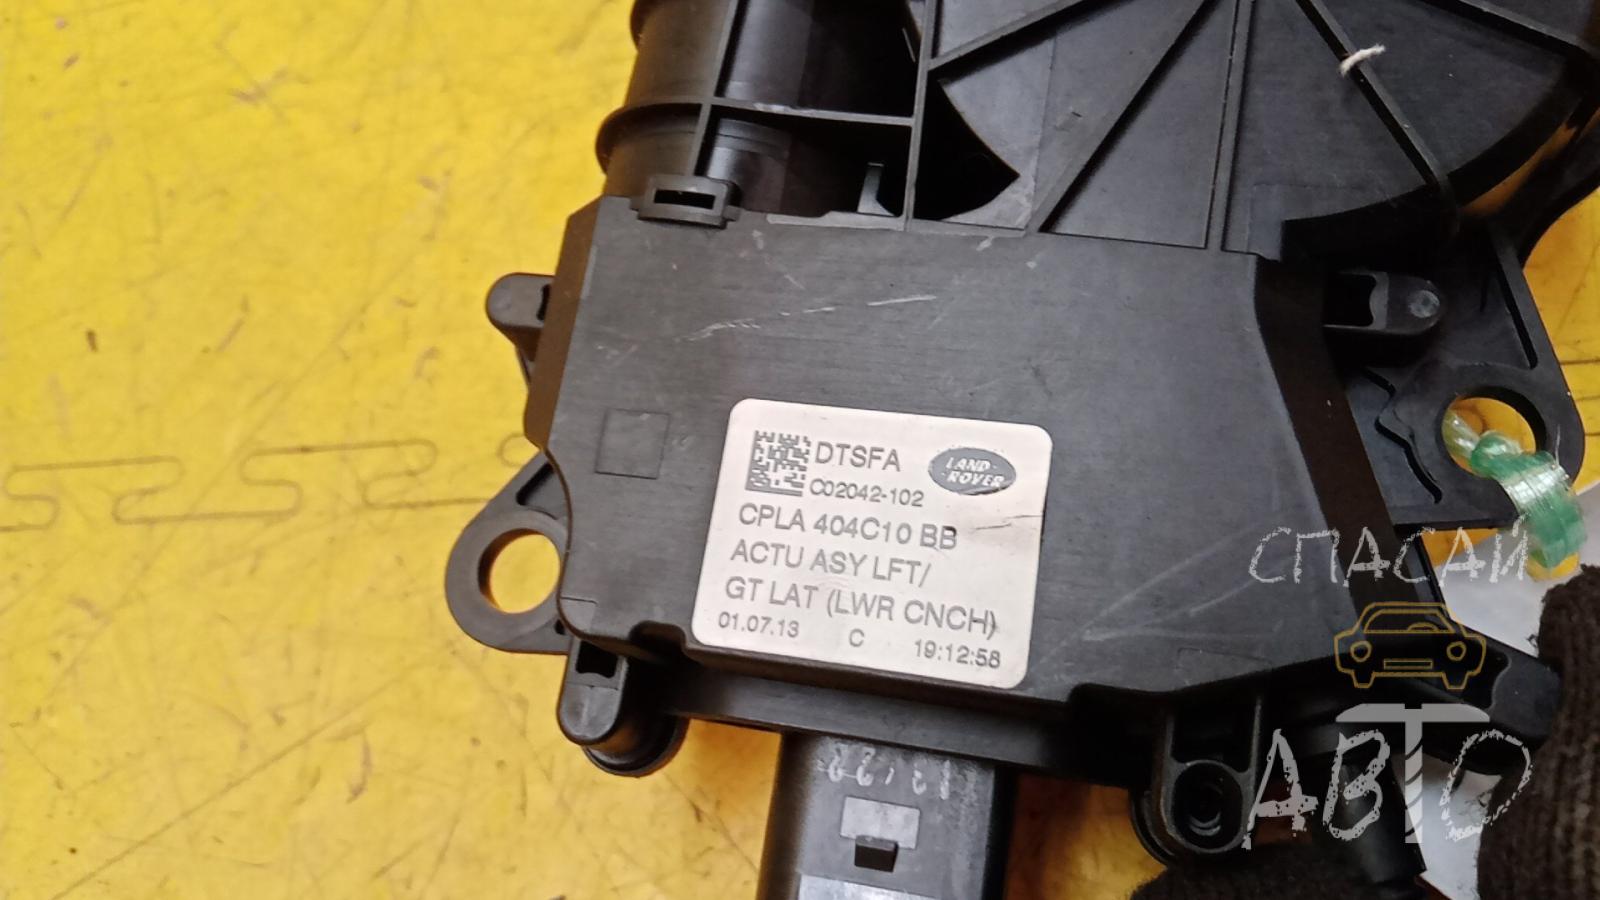 DTSFA
LAND-
ROVER
C02042-102
CPLA 404C10 BB
ACTU ASY LFT/
GT LAT (LWR CNCH)
01.07.13 C 19:12:58
СПАСАЙ
АВТО